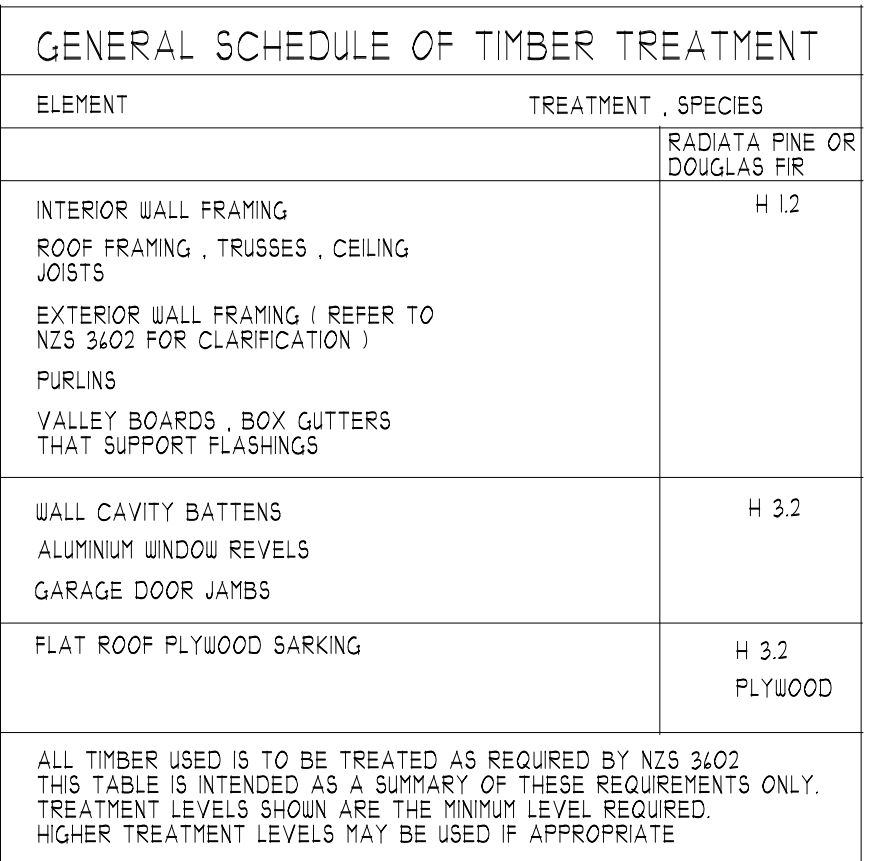 GENERAL SCHEDULE OF TIMBER TREATMENT
ELEMENT TREATMENT , SPECIES
RADIATA PINE OR
DOUGLAS FIR
INTERIOR WALL FRAMING H 1.2
ROOF FRAMING , TRUSSES , CEILING
JOISTS
EXTERIOR WALL FRAMING ( REFER TO
NZS 3602 FOR CLARIFICATION )
PURLINS
VALLEY BOARDS , BOX GUTTERS
THAT SUPPORT FLASHINGS
WALL CAVITY BATTENS H 3.2
ALUMINIUM WINDOW REVELS
GARAGE DOOR JAMBS
FLAT ROOF PLYWOOD SARKING H 3.2
PLYWOOD
ALL TIMBER USED IS TO BE TREATED AS REQUIRED BY NZS 3602
THIS TABLE IS INTENDED AS A SUMMARY OF THESE REQUIREMENTS ONLY.
TREATMENT LEVELS SHOWN ARE THE MINIMUM LEVEL REQUIRED.
HIGHER TREATMENT LEVELS MAY BE USED IF APPROPRIATE